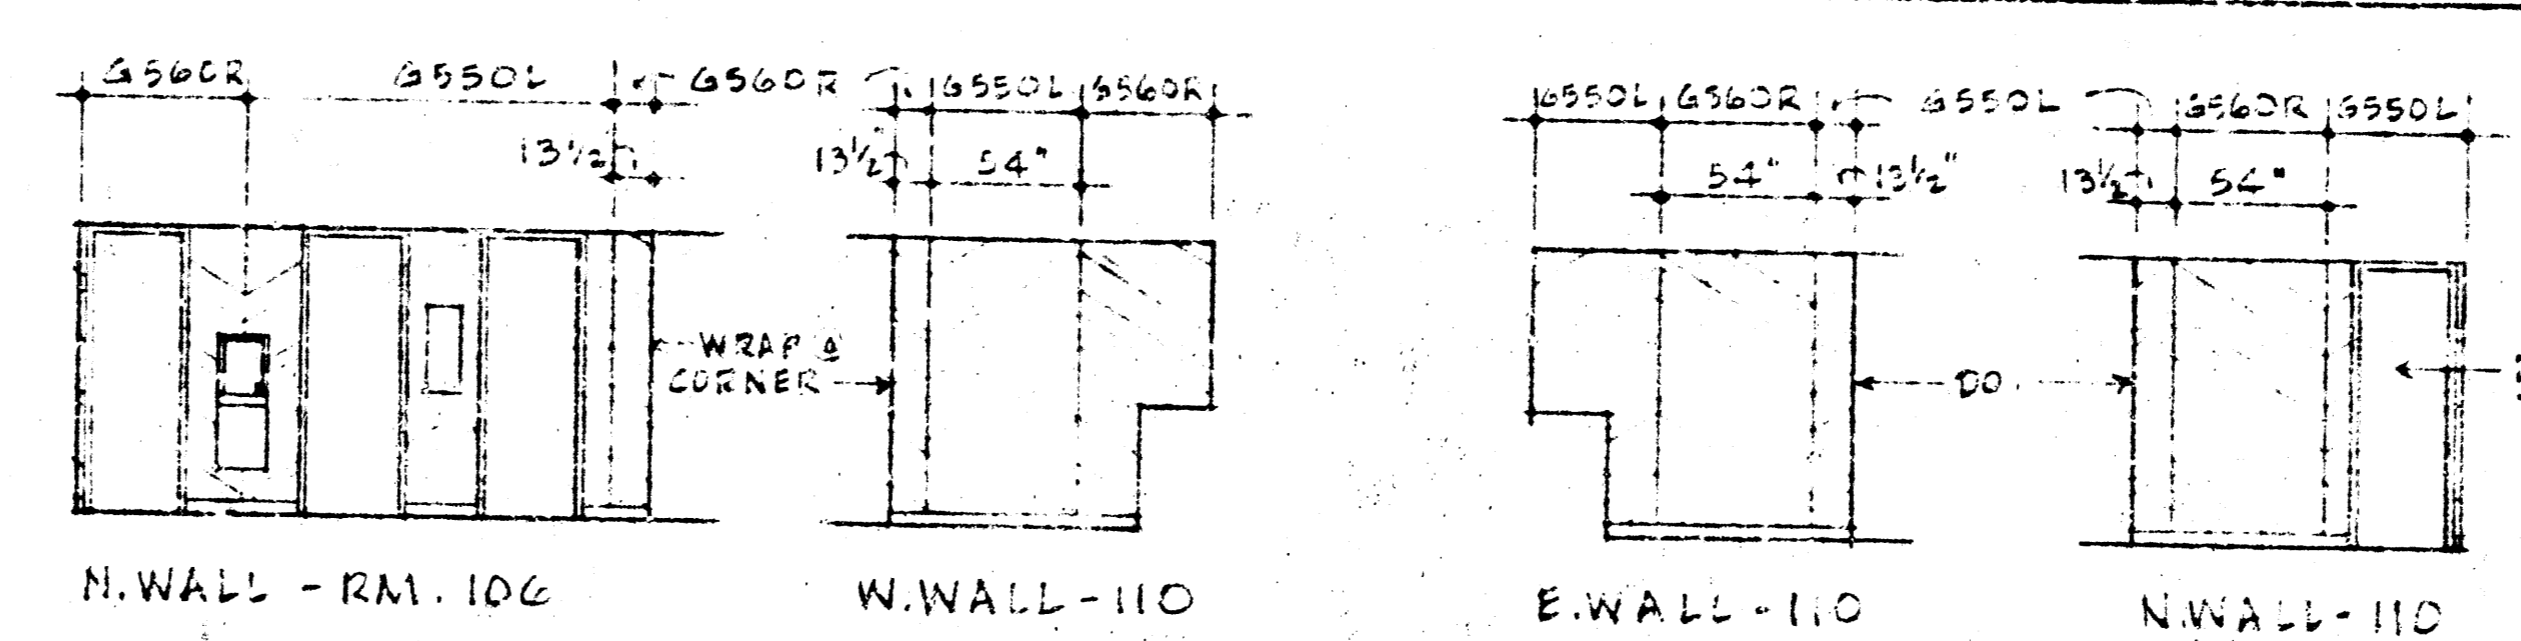 G560R G550L G560R G550L G560R G550L G560R G550L G560R G550L
13½" 13½" 54" 54" 13½" 13½" 54"
WRAP @
CORNER
DO.
N. WALL - RM. 106
W. WALL - 110
E. WALL - 110
N. WALL - 110